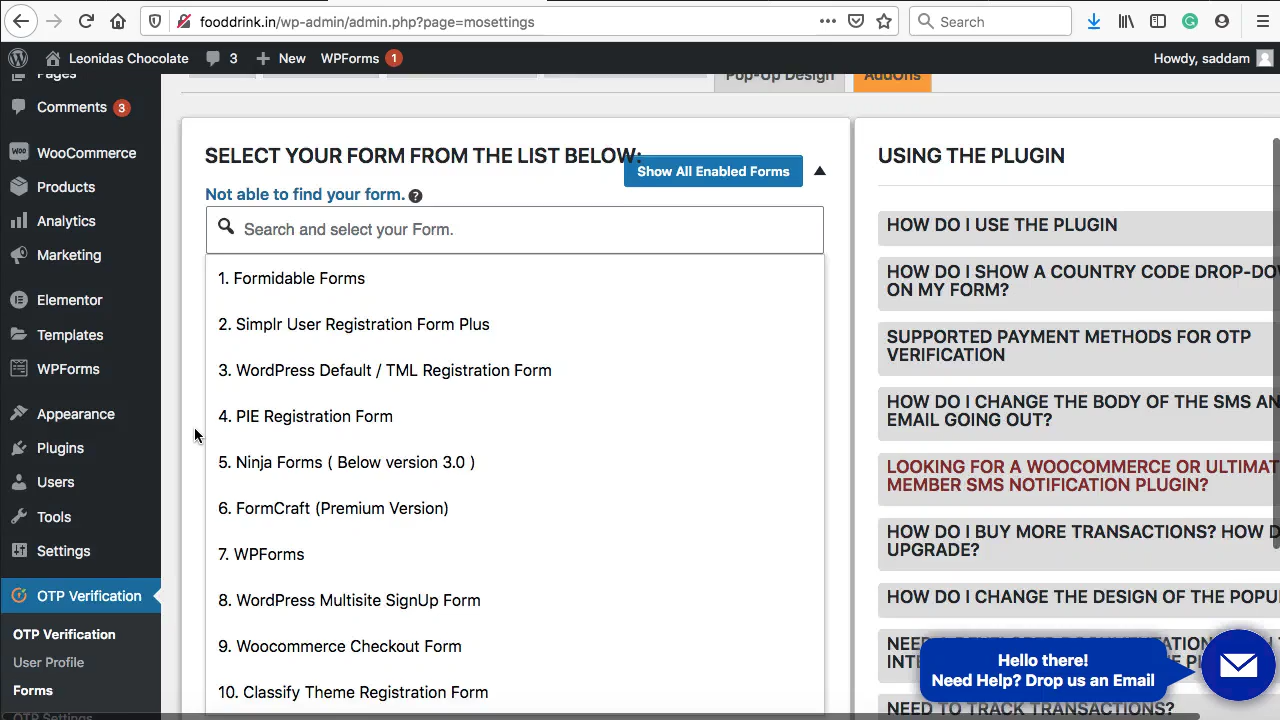 fooddrink.in/wp-admin/admin.php?page=mosettings
Search
Leonidas Chocolate
3
New
WPForms
1
Howdy, saddam
Pages
Comments
3
WooCommerce
Products
Analytics
Marketing
Elementor
Templates
WPForms
Appearance
Plugins
Users
Tools
Settings
OTP Verification
OTP Verification
User Profile
Forms
OTP Settings
Pop-Up Design
AddOns
SELECT YOUR FORM FROM THE LIST BELOW:
Show All Enabled Forms
Not able to find your form.
Search and select your Form.
1. Formidable Forms
2. Simplr User Registration Form Plus
3. WordPress Default / TML Registration Form
4. PIE Registration Form
5. Ninja Forms ( Below version 3.0 )
6. FormCraft (Premium Version)
7. WPForms
8. WordPress Multisite SignUp Form
9. Woocommerce Checkout Form
10. Classify Theme Registration Form
USING THE PLUGIN
HOW DO I USE THE PLUGIN
HOW DO I SHOW A COUNTRY CODE DROP-DO
ON MY FORM?
SUPPORTED PAYMENT METHODS FOR OTP
VERIFICATION
HOW DO I CHANGE THE BODY OF THE SMS AN
EMAIL GOING OUT?
LOOKING FOR A WOOCOMMERCE OR ULTIMAT
MEMBER SMS NOTIFICATION PLUGIN?
HOW DO I BUY MORE TRANSACTIONS? HOW D
UPGRADE?
HOW DO I CHANGE THE DESIGN OF THE POPU
NEED TO TRACK TRANSACTIONS?
Hello there!
Need Help? Drop us an Email